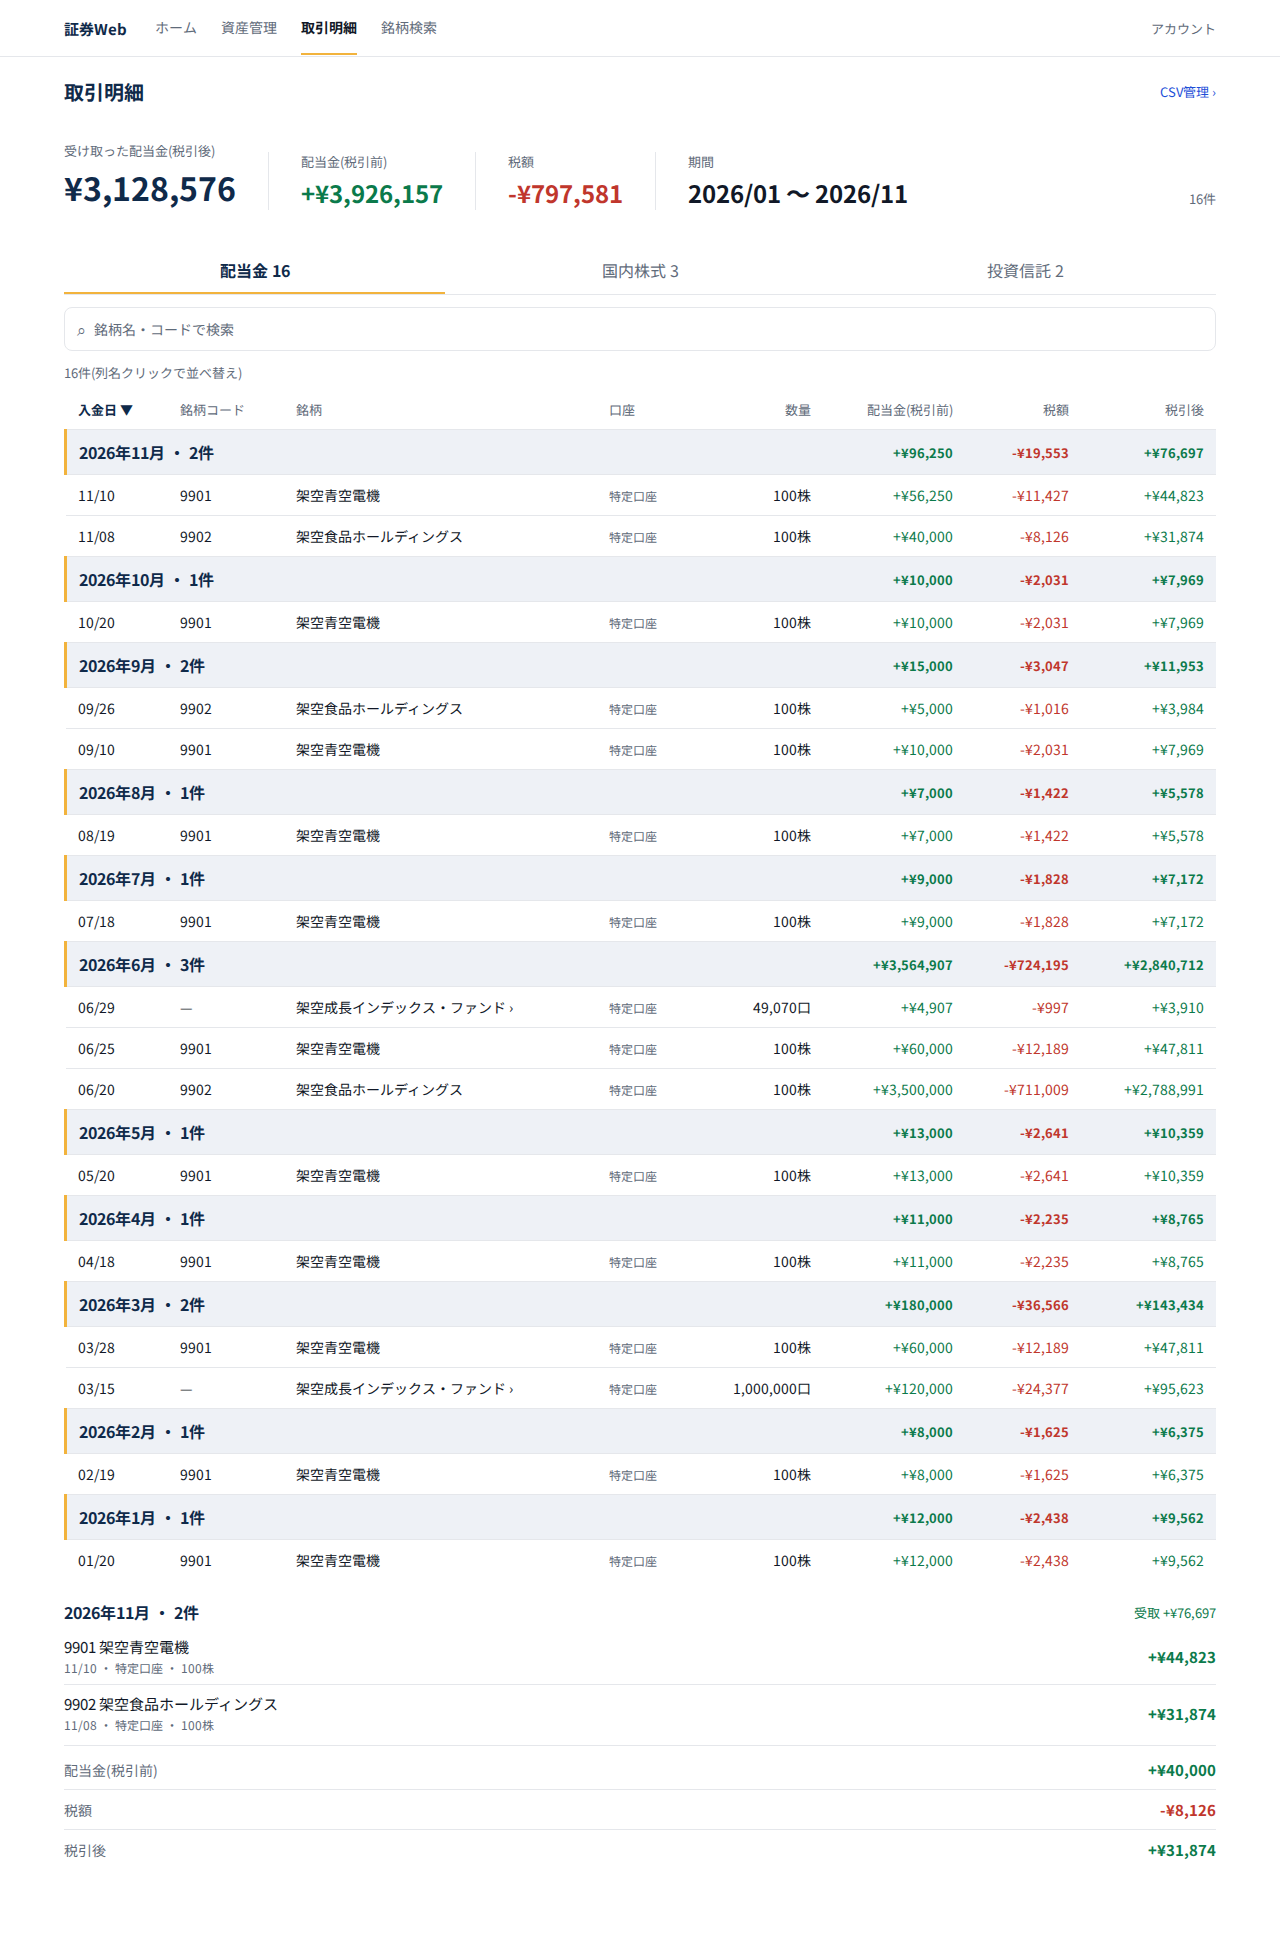 証券Web ホーム 資産管理 取引明細 銘柄検索 アカウント
取引明細 CSV管理 ›
受け取った配当金(税引後) 配当金(税引前) 税額 期間
¥3,128,576 +¥3,926,157 -¥797,581 2026/01 〜 2026/11 16件
配当金 16 国内株式 3 投資信託 2
⌕ 銘柄名・コードで検索
16件(列名クリックで並べ替え)
入金日 ▼ 銘柄コード 銘柄 口座 数量 配当金(税引前) 税額 税引後
2026年11月 ・ 2件 +¥96,250 -¥19,553 +¥76,697
11/10 9901 架空青空電機 特定口座 100株 +¥56,250 -¥11,427 +¥44,823
11/08 9902 架空食品ホールディングス 特定口座 100株 +¥40,000 -¥8,126 +¥31,874
2026年10月 ・ 1件 +¥10,000 -¥2,031 +¥7,969
10/20 9901 架空青空電機 特定口座 100株 +¥10,000 -¥2,031 +¥7,969
2026年9月 ・ 2件 +¥15,000 -¥3,047 +¥11,953
09/26 9902 架空食品ホールディングス 特定口座 100株 +¥5,000 -¥1,016 +¥3,984
09/10 9901 架空青空電機 特定口座 100株 +¥10,000 -¥2,031 +¥7,969
2026年8月 ・ 1件 +¥7,000 -¥1,422 +¥5,578
08/19 9901 架空青空電機 特定口座 100株 +¥7,000 -¥1,422 +¥5,578
2026年7月 ・ 1件 +¥9,000 -¥1,828 +¥7,172
07/18 9901 架空青空電機 特定口座 100株 +¥9,000 -¥1,828 +¥7,172
2026年6月 ・ 3件 +¥3,564,907 -¥724,195 +¥2,840,712
06/29 — 架空成長インデックス・ファンド › 特定口座 49,070口 +¥4,907 -¥997 +¥3,910
06/25 9901 架空青空電機 特定口座 100株 +¥60,000 -¥12,189 +¥47,811
06/20 9902 架空食品ホールディングス 特定口座 100株 +¥3,500,000 -¥711,009 +¥2,788,991
2026年5月 ・ 1件 +¥13,000 -¥2,641 +¥10,359
05/20 9901 架空青空電機 特定口座 100株 +¥13,000 -¥2,641 +¥10,359
2026年4月 ・ 1件 +¥11,000 -¥2,235 +¥8,765
04/18 9901 架空青空電機 特定口座 100株 +¥11,000 -¥2,235 +¥8,765
2026年3月 ・ 2件 +¥180,000 -¥36,566 +¥143,434
03/28 9901 架空青空電機 特定口座 100株 +¥60,000 -¥12,189 +¥47,811
03/15 — 架空成長インデックス・ファンド › 特定口座 1,000,000口 +¥120,000 -¥24,377 +¥95,623
2026年2月 ・ 1件 +¥8,000 -¥1,625 +¥6,375
02/19 9901 架空青空電機 特定口座 100株 +¥8,000 -¥1,625 +¥6,375
2026年1月 ・ 1件 +¥12,000 -¥2,438 +¥9,562
01/20 9901 架空青空電機 特定口座 100株 +¥12,000 -¥2,438 +¥9,562
2026年11月 ・ 2件 受取 +¥76,697
9901 架空青空電機
11/10 ・ 特定口座 ・ 100株 +¥44,823
9902 架空食品ホールディングス
11/08 ・ 特定口座 ・ 100株 +¥31,874
配当金(税引前) +¥40,000
税額 -¥8,126
税引後 +¥31,874